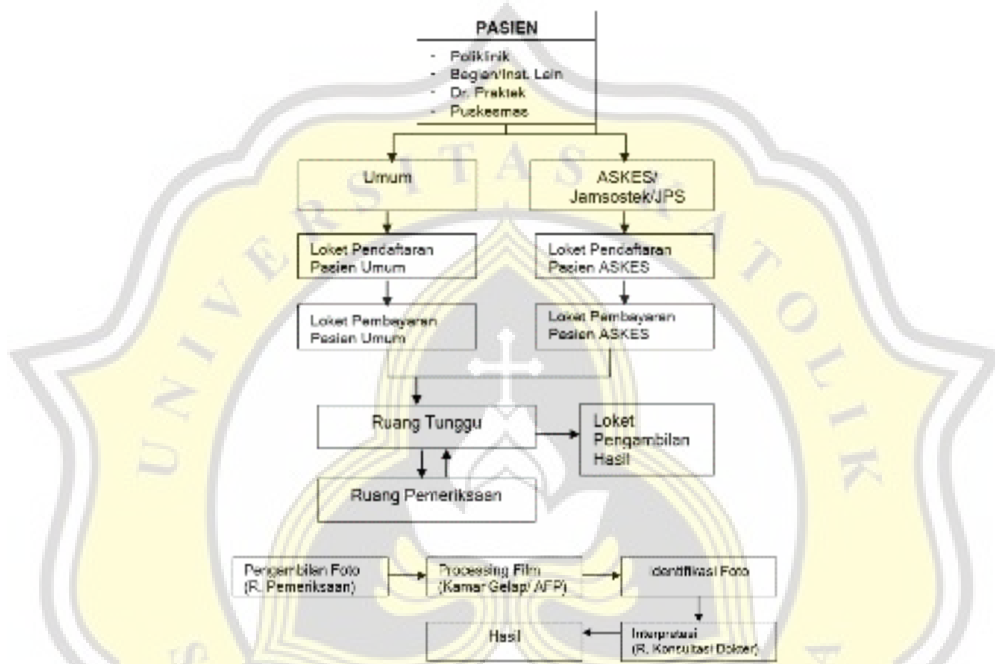 PASIEN
- Poliklinik
- Bagian/Inst. Lain
- Dr. Praktek
- Puskesmas
Umum
ASKES/
Jamsostek/JPS
Loket Pendaftaran
Pasien Umum
Loket Pendaftaran
Pasien ASKES
Loket Pembayaran
Pasien Umum
Loket Pembayaran
Pasien ASKES
Ruang Tunggu
Loket
Pengambilan
Hasil
Ruang Pemeriksaan
Pengambilan Foto
(R. Pemeriksaan)
Processing Film
(Kamar Gelap/ AFP)
Identifikasi Foto
Interpretasi
(R. Konsultasi Dokter)
Hasil
UNIVERSITAS KATOLIK